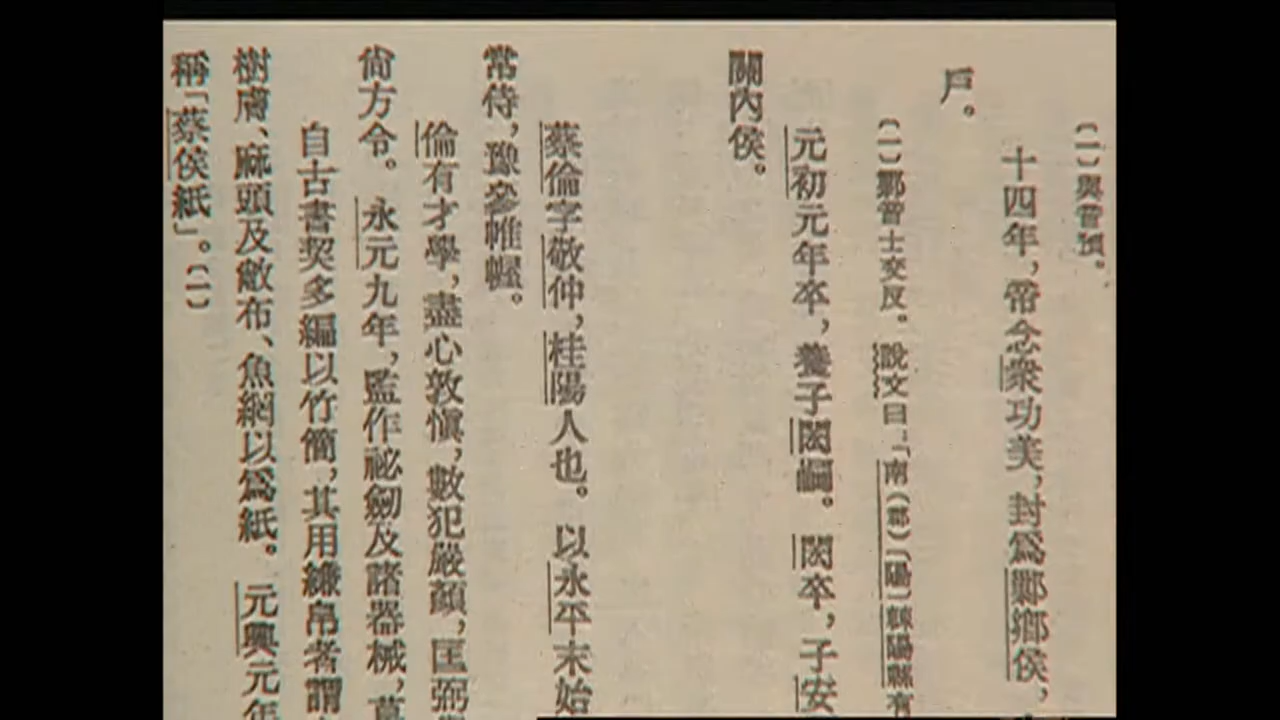 〔一〕與音預。
十四年，帝念衆功美，封爲鄛鄉侯，
戶。
〔一〕鄛音士交反。說文曰：「南（郡）〔陽〕棘陽縣有
元初元年卒，養子閎嗣。閎卒，子安
關內侯。
蔡倫字敬仲，桂陽人也。以永平末始
常侍，豫參帷幄。
倫有才學，盡心敦慎，數犯嚴顏，匡弼
尚方令。永元九年，監作祕劒及諸器械，莫
自古書契多編以竹簡，其用縑帛者謂
樹膚、麻頭及敝布、魚網以爲紙。元興元年
稱「蔡侯紙」。〔一〕